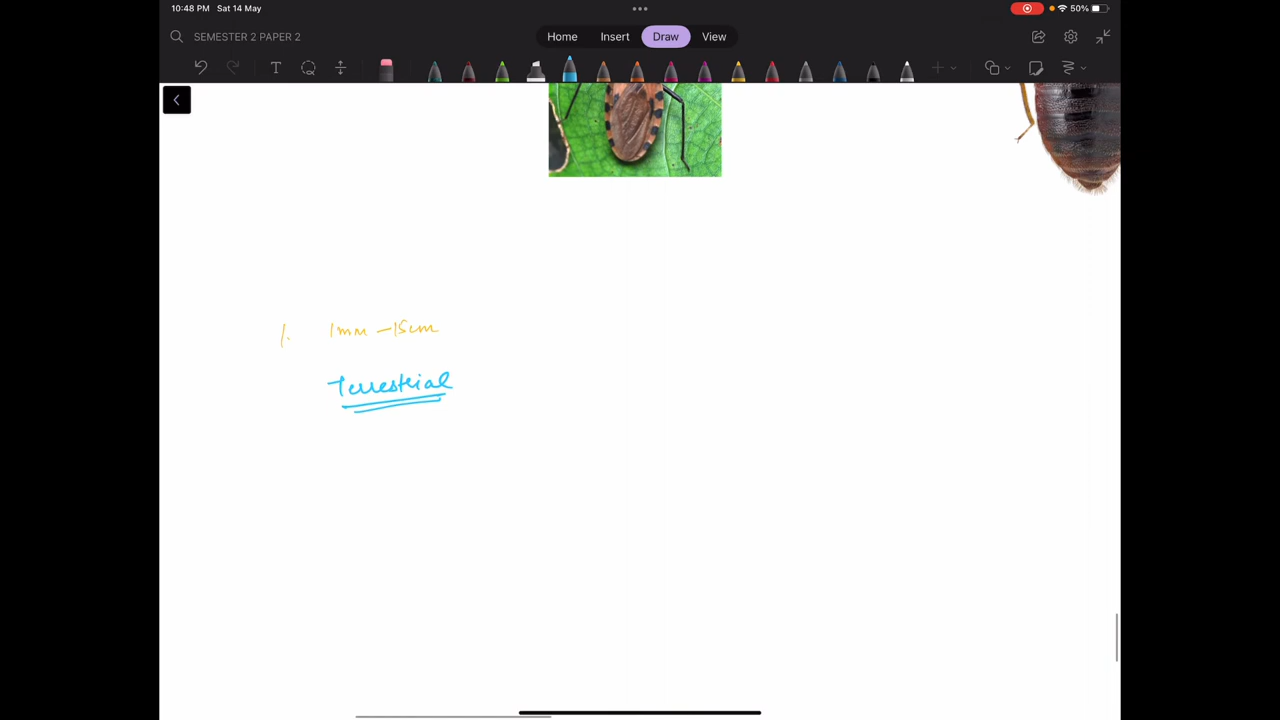 10:48 PM Sat 14 May
50%
SEMESTER 2 PAPER 2
Home Insert Draw View
1. 1mm - 15cm
Terrestrial